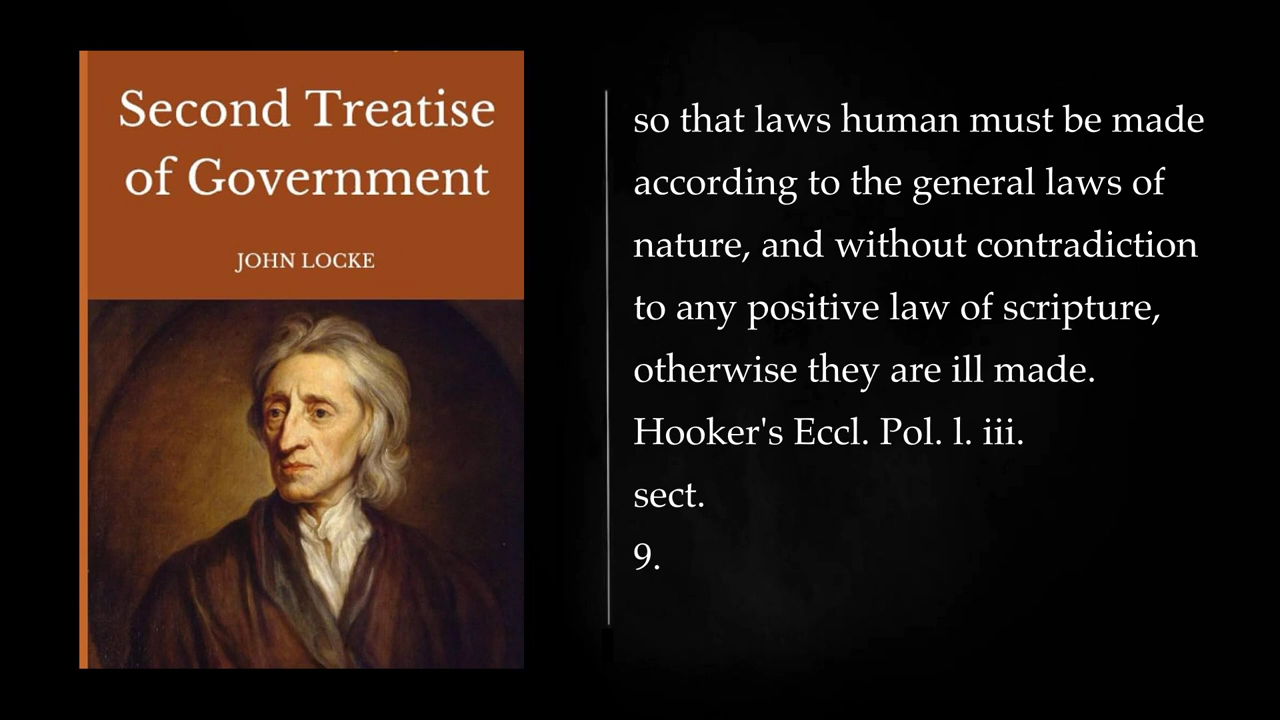 Second Treatise
of Government
JOHN LOCKE
so that laws human must be made
according to the general laws of
nature, and without contradiction
to any positive law of scripture,
otherwise they are ill made.
Hooker's Eccl. Pol. l. iii.
sect.
9.